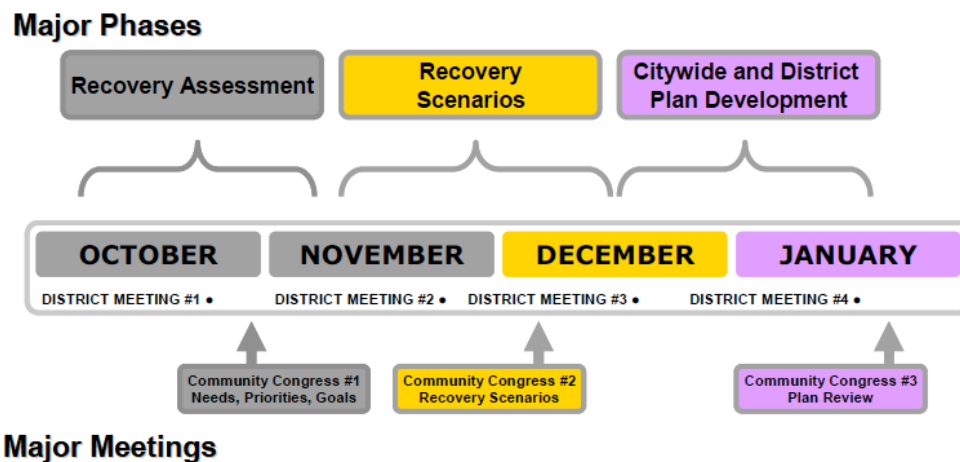 Major Phases
Recovery Assessment
Recovery
Scenarios
Citywide and District
Plan Development
OCTOBER
NOVEMBER
DECEMBER
JANUARY
DISTRICT MEETING #1 ●
DISTRICT MEETING #2 ●
DISTRICT MEETING #3 ●
DISTRICT MEETING #4 ●
Community Congress #1
Needs, Priorities, Goals
Community Congress #2
Recovery Scenarios
Community Congress #3
Plan Review
Major Meetings